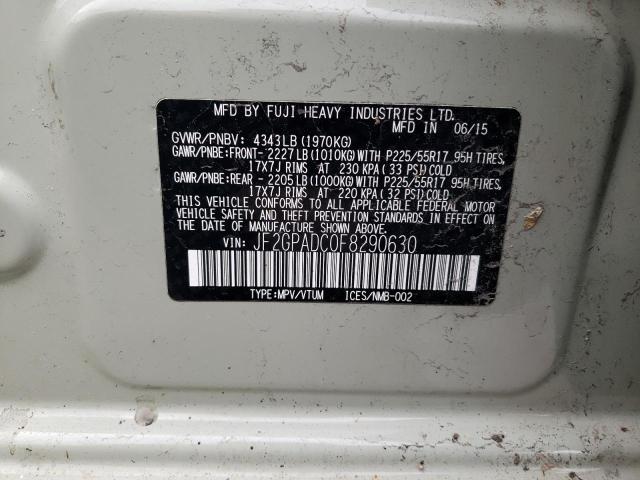 MFD BY FUJI HEAVY INDUSTRIES LTD.
MFD IN 06/15
GVWR/PNBV: 4343LB (1970KG)
GAWR/PNBE:FRONT-2227LB(1010KG)WITH P225/55R17 95H TIRES,
17X7J RIMS AT 230 KPA(33 PSI)COLD
GAWR/PNBE:REAR -2205LB(1000KG)WITH P225/55R17 95H TIRES,
17X7J RIMS AT 220 KPA(32 PSI)COLD
THIS VEHICLE CONFORMS TO ALL APPLICABLE FEDERAL MOTOR
VEHICLE SAFETY AND THEFT PREVENTION STANDARDS IN EFFECT
ON THE DATE OF MANUFACTURE SHOWN ABOVE.
VIN: JF2GPADC0F8290630
TYPE:MPV/VTUM ICES/NMB-002